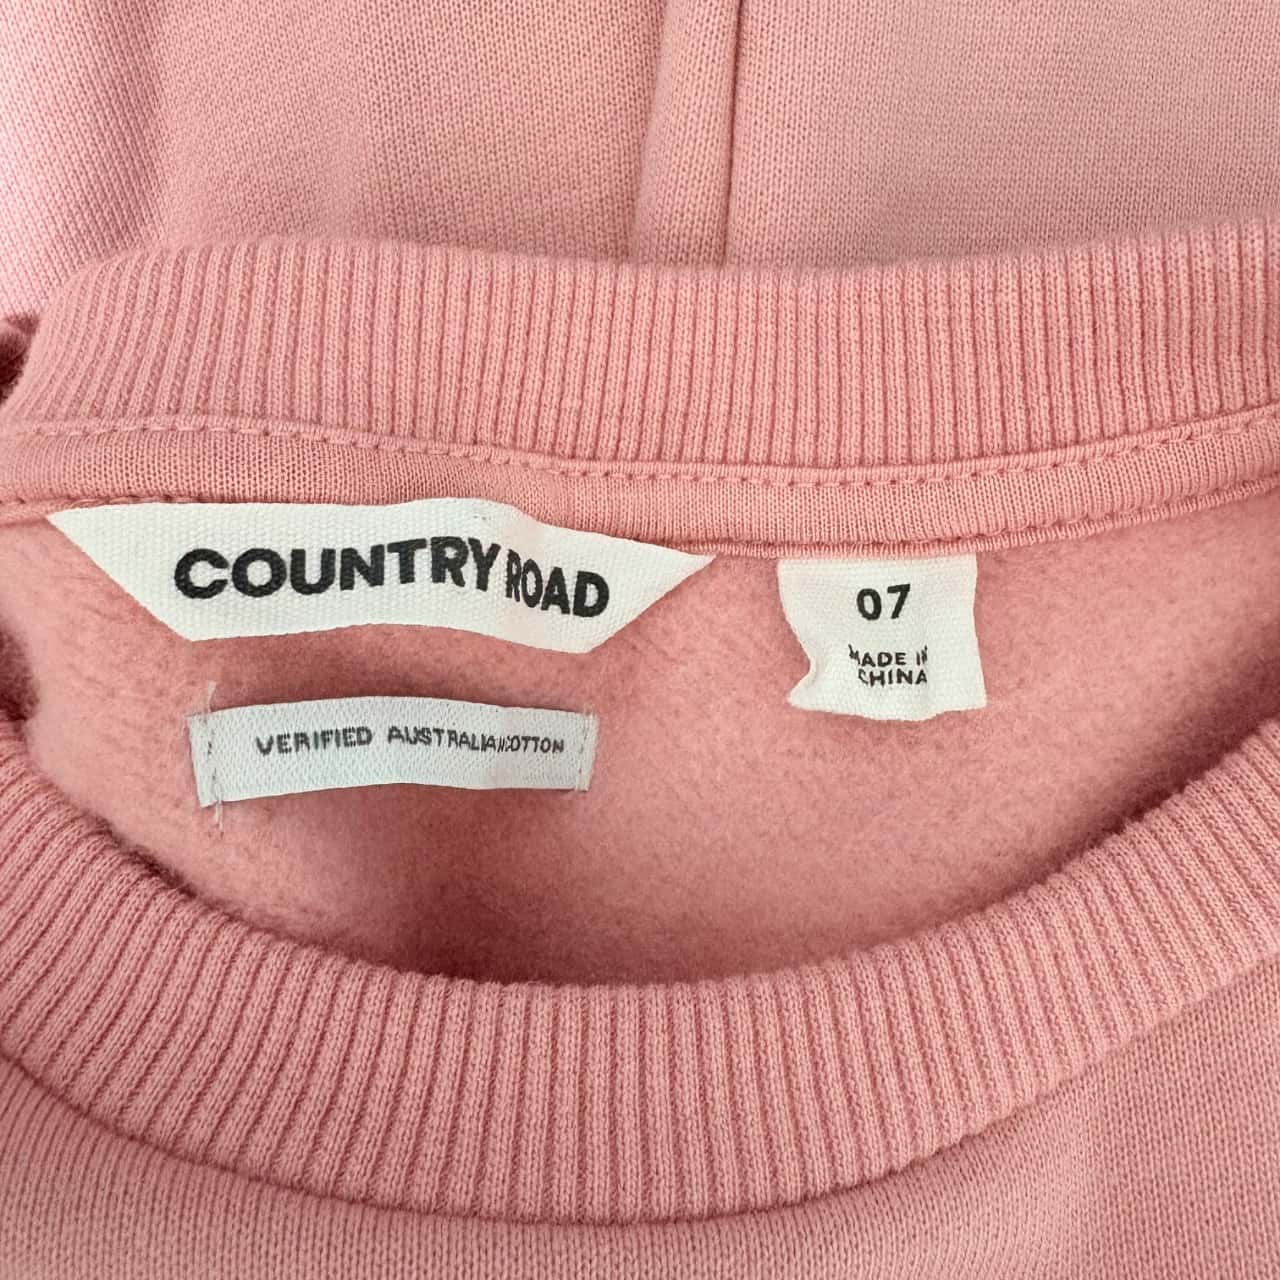 COUNTRY ROAD
07
MADE IN
CHINA
VERIFIED AUSTRALIAN COTTON